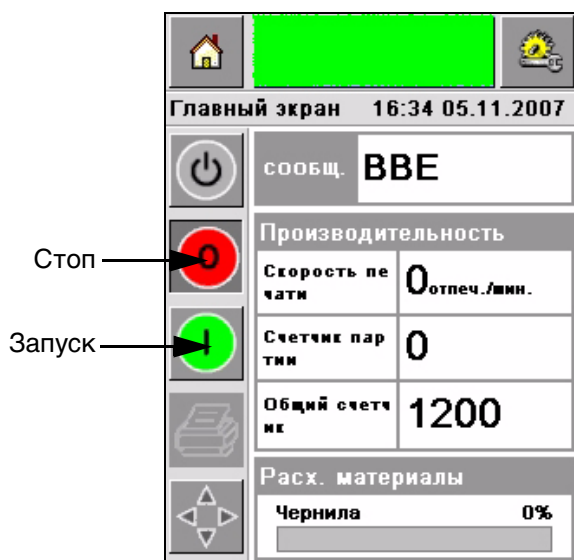 Главный экран 16:34 05.11.2007
сообщ. BBE
Производительность
Стоп
Скорость пе
чати
0отпеч./мин.
Запуск
Счетчик пар
тии
0
Общий счетч
ик
1200
Расх. материалы
Чернила 0%